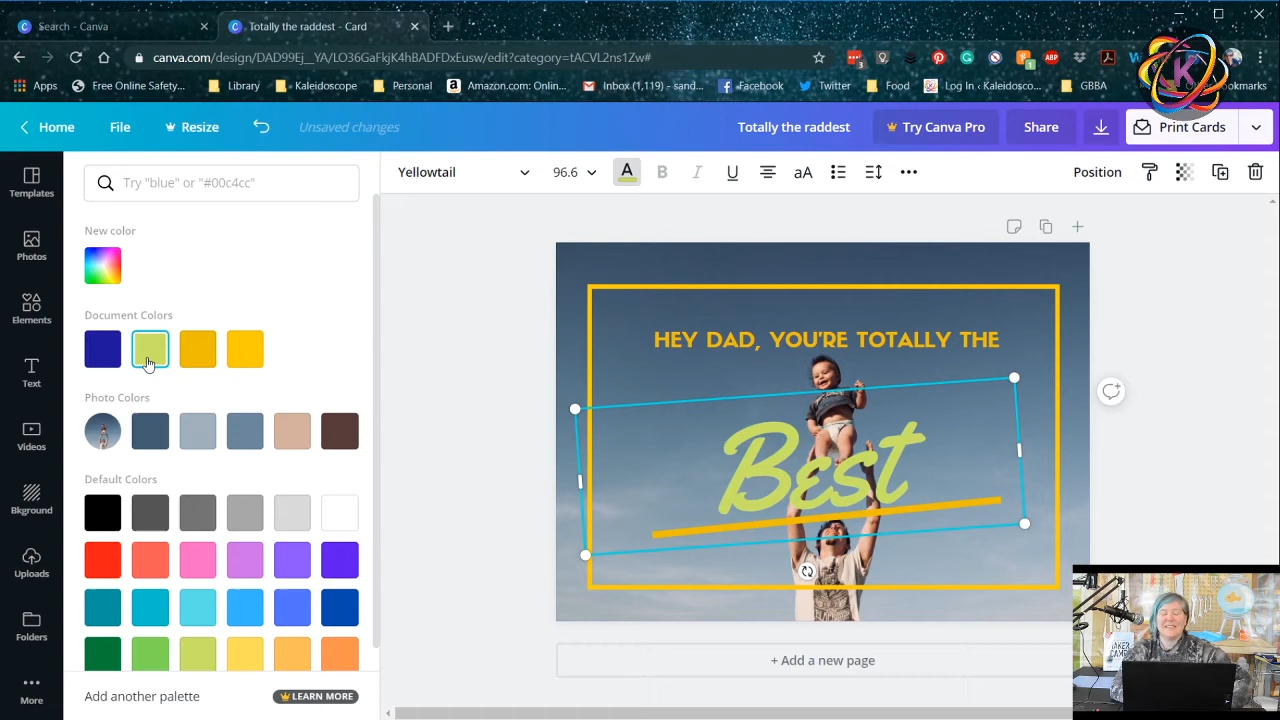 Search - Canva
Totally the raddest - Card
canva.com/design/DAD99Ej__YA/LO36GaFkjK4hBADFDxEusw/edit?category=tACVL2ns1Zw#
Apps
Free Online Safety...
Library
Kaleidoscope
Personal
Amazon.com: Onlin...
Inbox (1,119) - sand...
Facebook
Twitter
Food
Log In ‹ Kaleidosco...
GBBA
Bookmarks
K
Home
File
Resize
Unsaved changes
Totally the raddest
Try Canva Pro
Share
Print Cards
Templates
Photos
Elements
Text
Videos
Bkground
Uploads
Folders
More
Try "blue" or "#00c4cc"
New color
Document Colors
Photo Colors
Default Colors
Add another palette
LEARN MORE
Yellowtail
96.6
A
B
I
U
aA
Position
HEY DAD, YOU'RE TOTALLY THE
Best
+ Add a new page
MAKER
CAMP